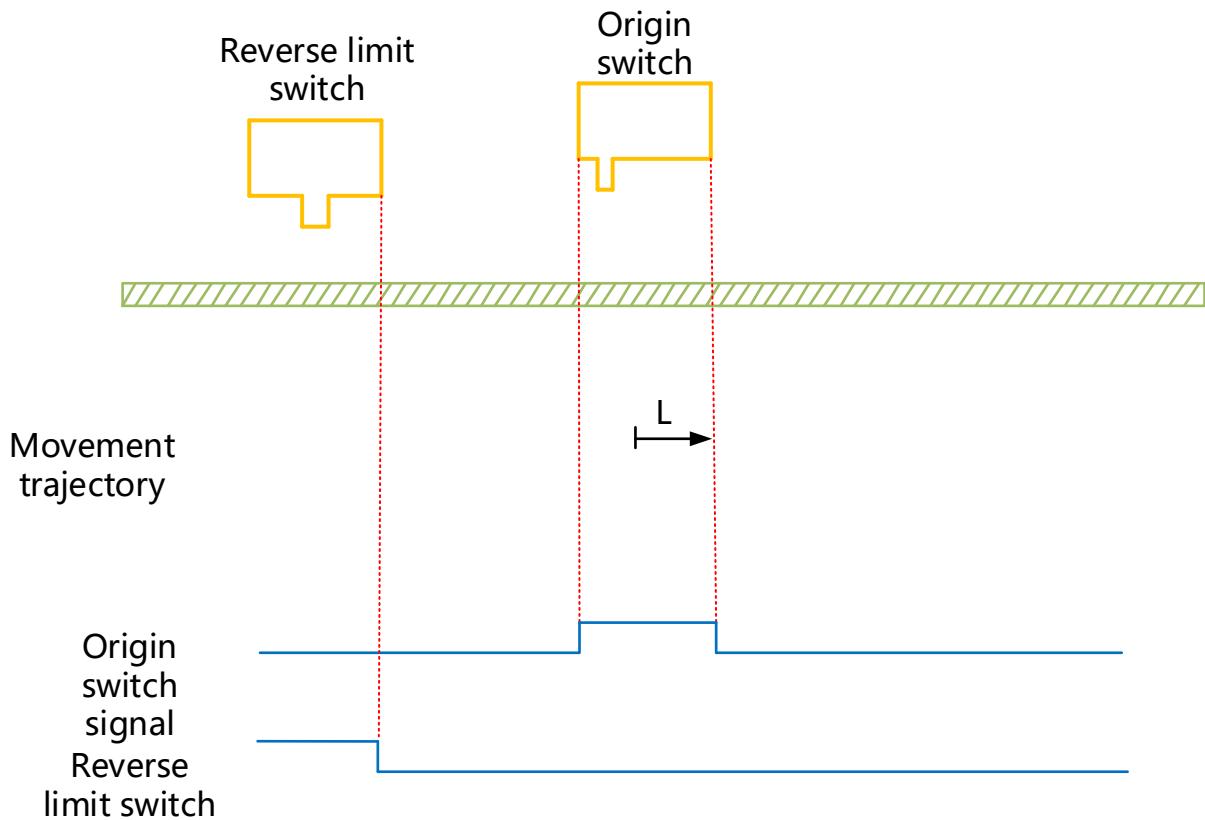 Reverse limit
switch
Origin
switch
L
Movement
trajectory
Origin
switch
signal
Reverse
limit switch